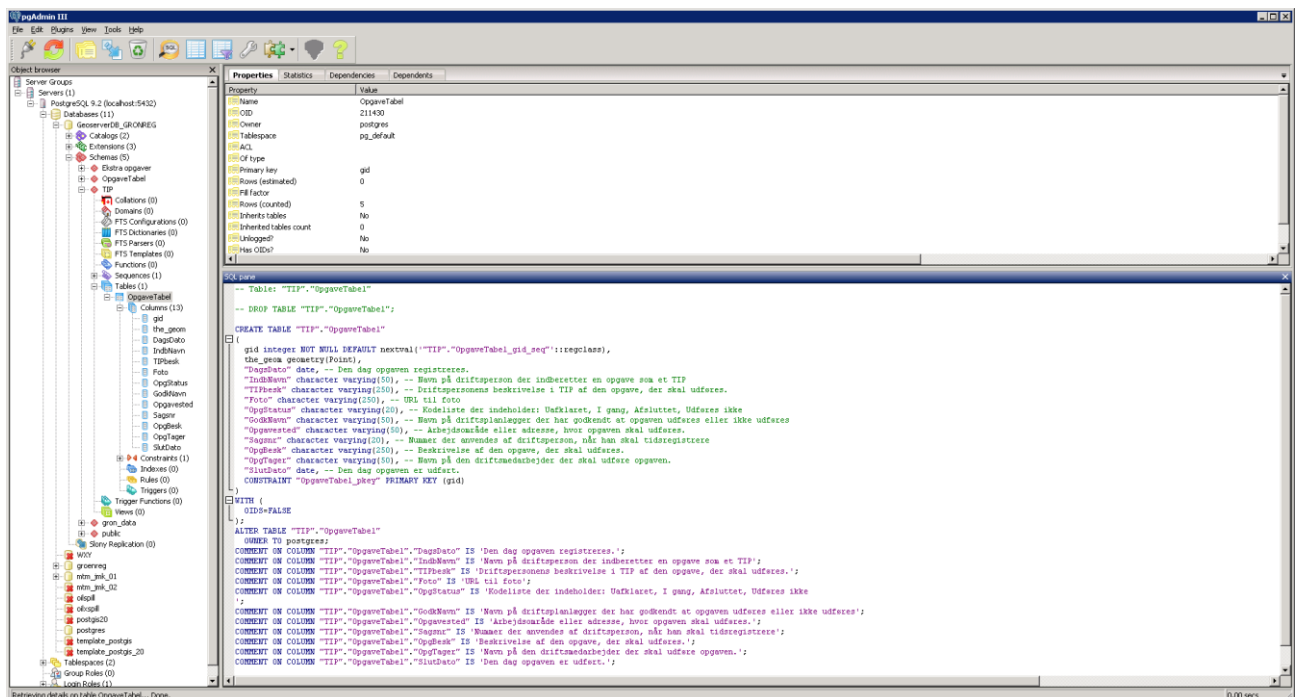 pgAdmin III
File Edit Plugins View Tools Help
Object browser
Server Groups
Servers (1)
PostgreSQL 9.2 (localhost:5432)
Databases (11)
GeoserverDB_GRONREG
Catalogs (2)
Extensions (3)
Schemas (5)
Ekstra opgaver
OpgaveTabel
TIP
Collations (0)
Domains (0)
FTS Configurations (0)
FTS Dictionaries (0)
FTS Parsers (0)
FTS Templates (0)
Functions (0)
Sequences (1)
Tables (1)
OpgaveTabel
Columns (13)
gid
the_geom
DagsDato
IndbNavn
TIPbesk
Foto
OpgStatus
GodkNavn
Opgavested
Sagsnr
OpgBesk
OpgTager
SlutDato
Constraints (1)
Indexes (0)
Rules (0)
Triggers (0)
Trigger Functions (0)
Views (0)
gron_data
public
Slony Replication (0)
WXY
groenreg
mtm_jmk_01
mtm_jmk_02
oilspill
oilxspill
postgis20
postgres
template_postgis
template_postgis_20
Tablespaces (2)
Group Roles (0)
Login Roles (1)
Properties Statistics Dependencies Dependents
Property Value
Name OpgaveTabel
OID 211430
Owner postgres
Tablespace pg_default
ACL
Of type
Primary key gid
Rows (estimated) 0
Fill factor
Rows (counted) 5
Inherits tables No
Inherited tables count 0
Unlogged? No
Has OIDs? No
SQL pane
-- Table: "TIP"."OpgaveTabel"
-- DROP TABLE "TIP"."OpgaveTabel";
CREATE TABLE "TIP"."OpgaveTabel"
(
gid integer NOT NULL DEFAULT nextval('"TIP"."OpgaveTabel_gid_seq"'::regclass),
the_geom geometry(Point),
"DagsDato" date, -- Den dag opgaven registreres.
"IndbNavn" character varying(50), -- Navn på driftsperson der indberetter en opgave som et TIP
"TIPbesk" character varying(250), -- Driftspersonens beskrivelse i TIP af den opgave, der skal udføres.
"Foto" character varying(250), -- URL til foto
"OpgStatus" character varying(20), -- Kodeliste der indeholder: Uafklaret, I gang, Afsluttet, Udføres ikke
"GodkNavn" character varying(50), -- Navn på driftsplanlægger der har godkendt at opgaven udføres eller ikke udføres
"Opgavested" character varying(50), -- Arbejdsområde eller adresse, hvor opgaven skal udføres.
"Sagsnr" character varying(20), -- Nummer der anvendes af driftsperson, når han skal tidsregistrere
"OpgBesk" character varying(250), -- Beskrivelse af den opgave, der skal udføres.
"OpgTager" character varying(50), -- Navn på den driftsmedarbejder der skal udføre opgaven.
"SlutDato" date, -- Den dag opgaven er udført.
CONSTRAINT "OpgaveTabel_pkey" PRIMARY KEY (gid)
)
WITH (
OIDS=FALSE
);
ALTER TABLE "TIP"."OpgaveTabel"
OWNER TO postgres;
COMMENT ON COLUMN "TIP"."OpgaveTabel"."DagsDato" IS 'Den dag opgaven registreres.';
COMMENT ON COLUMN "TIP"."OpgaveTabel"."IndbNavn" IS 'Navn på driftsperson der indberetter en opgave som et TIP';
COMMENT ON COLUMN "TIP"."OpgaveTabel"."TIPbesk" IS 'Driftspersonens beskrivelse i TIP af den opgave, der skal udføres.';
COMMENT ON COLUMN "TIP"."OpgaveTabel"."Foto" IS 'URL til foto';
COMMENT ON COLUMN "TIP"."OpgaveTabel"."OpgStatus" IS 'Kodeliste der indeholder: Uafklaret, I gang, Afsluttet, Udføres ikke
';
COMMENT ON COLUMN "TIP"."OpgaveTabel"."GodkNavn" IS 'Navn på driftsplanlægger der har godkendt at opgaven udføres eller ikke udføres';
COMMENT ON COLUMN "TIP"."OpgaveTabel"."Opgavested" IS 'Arbejdsområde eller adresse, hvor opgaven skal udføres.';
COMMENT ON COLUMN "TIP"."OpgaveTabel"."Sagsnr" IS 'Nummer der anvendes af driftsperson, når han skal tidsregistrere';
COMMENT ON COLUMN "TIP"."OpgaveTabel"."OpgBesk" IS 'Beskrivelse af den opgave, der skal udføres.';
COMMENT ON COLUMN "TIP"."OpgaveTabel"."OpgTager" IS 'Navn på den driftsmedarbejder der skal udføre opgaven.';
COMMENT ON COLUMN "TIP"."OpgaveTabel"."SlutDato" IS 'Den dag opgaven er udført.';
Retrieving details on table OpgaveTabel... Done. 0.00 secs